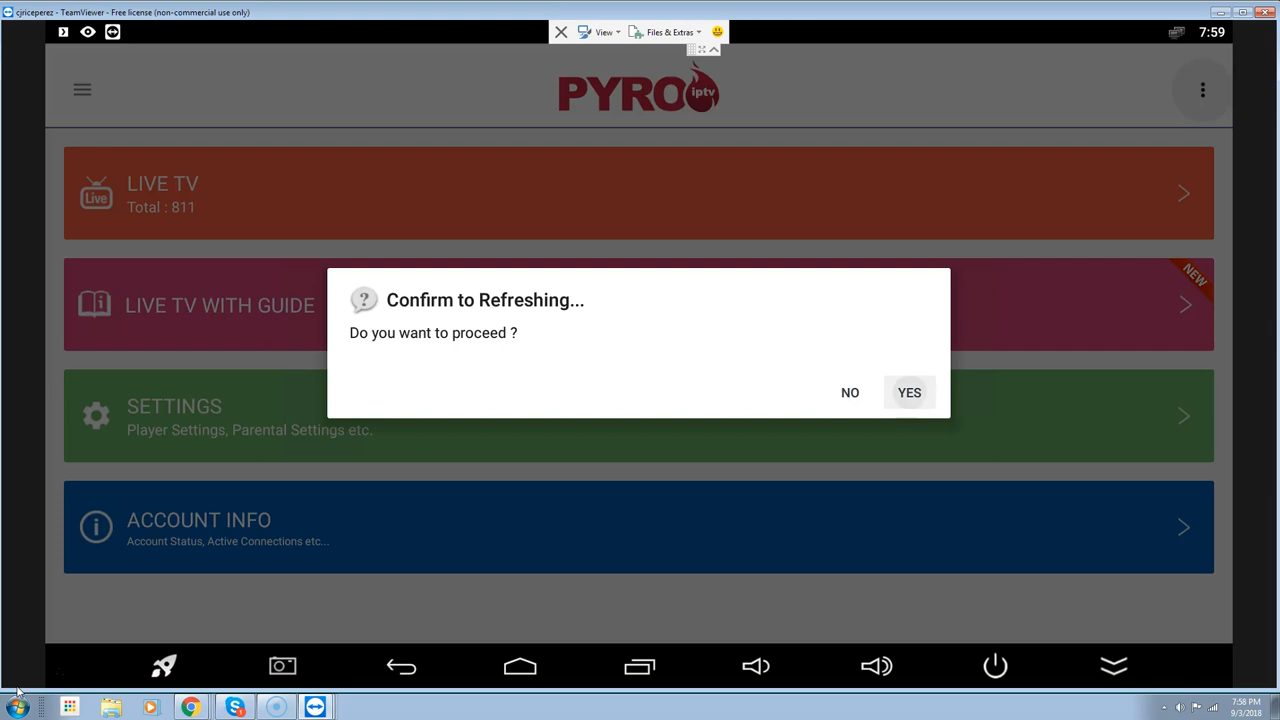 cjriceperez - TeamViewer - Free license (non-commercial use only)
View
Files & Extras
7:59
PYRO iptv
LIVE TV
Total : 811
LIVE TV WITH GUIDE
NEW
Confirm to Refreshing...
Do you want to proceed ?
NO
YES
SETTINGS
Player Settings, Parental Settings etc.
ACCOUNT INFO
Account Status, Active Connections etc...
7:58 PM
9/3/2018